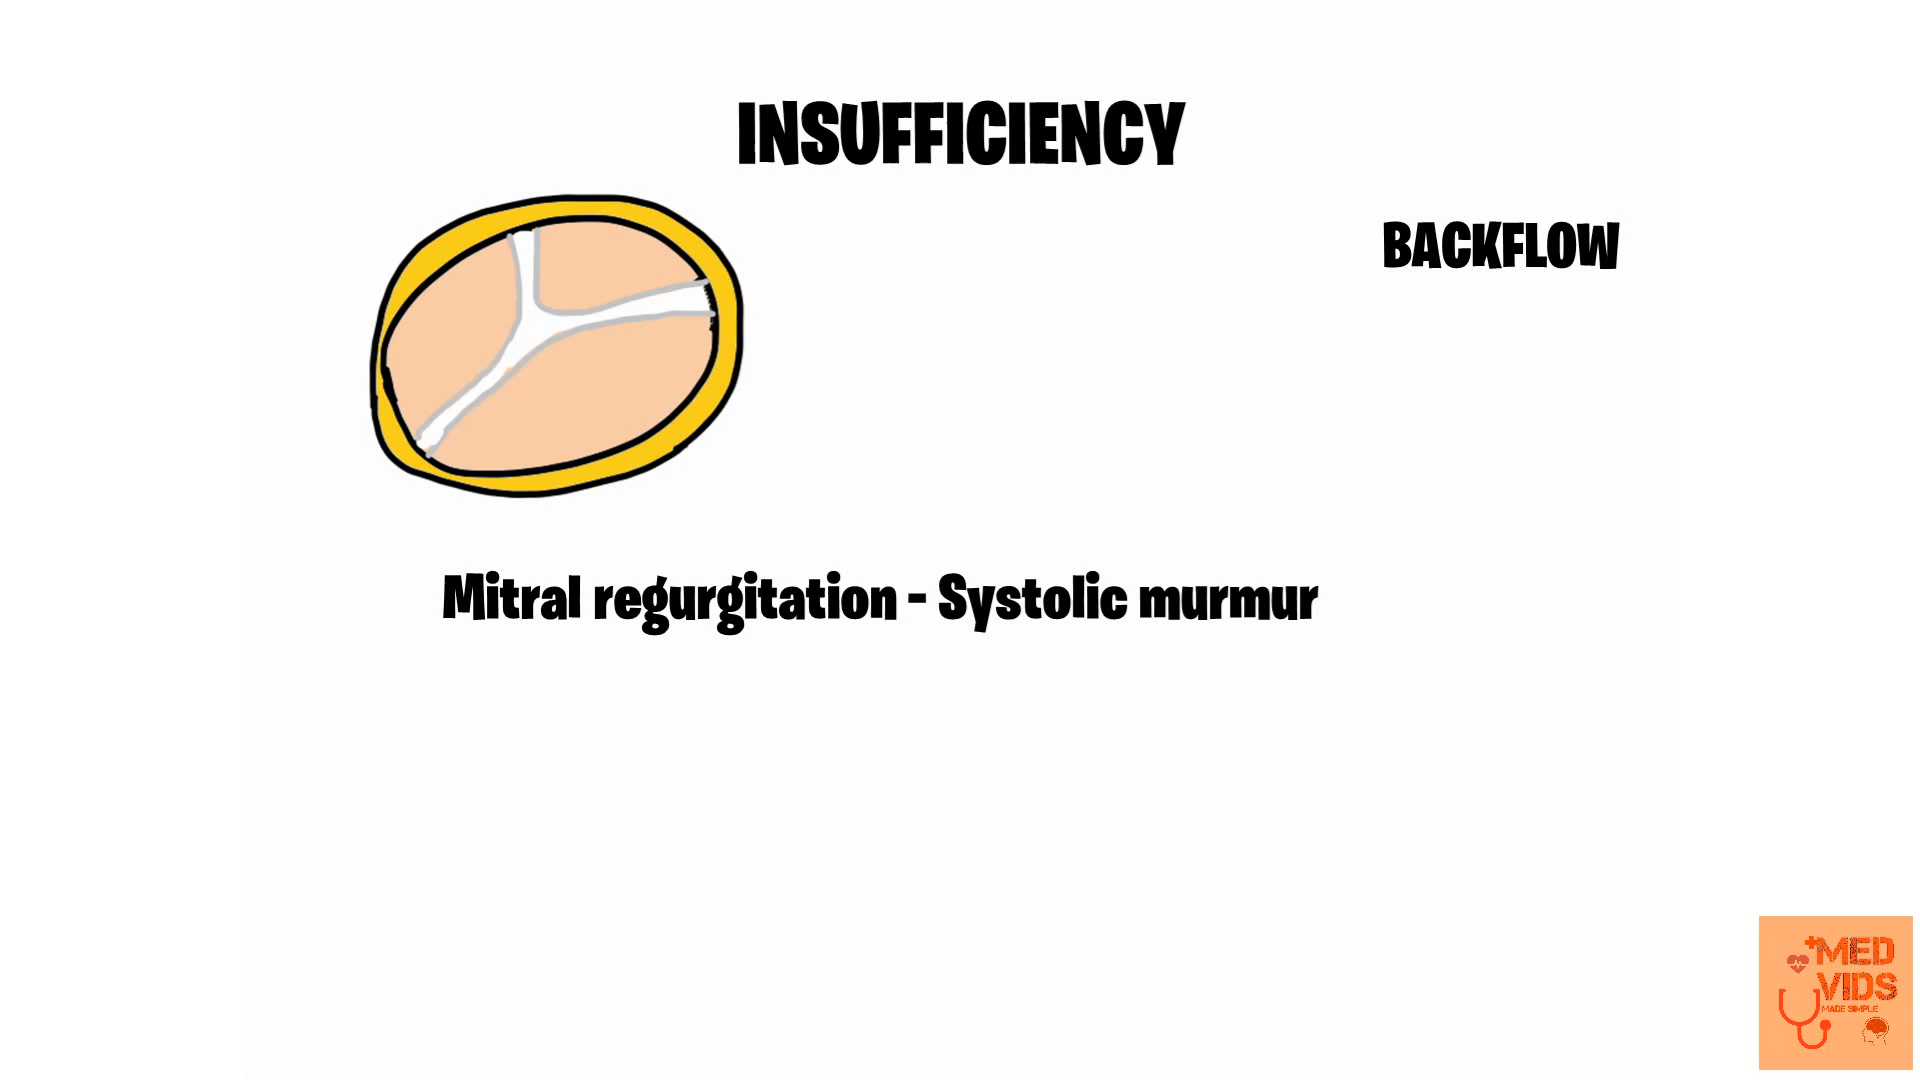 INSUFFICIENCY
BACKFLOW
Mitral regurgitation - Systolic murmur
MED
VIDS
MADE SIMPLE